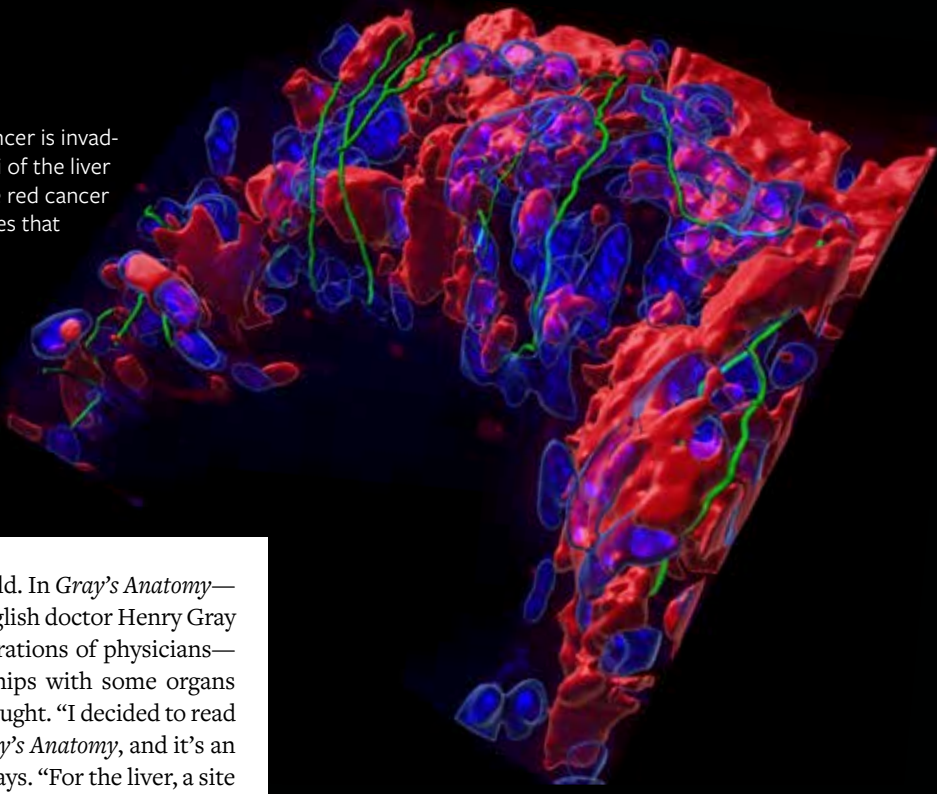 ncer is invad-
i of the liver
red cancer
es that
ld. In Gray's Anatomy—
glish doctor Henry Gray
rations of physicians—
hips with some organs
ught. “I decided to read
y's Anatomy, and it's an
ays. “For the liver, a site